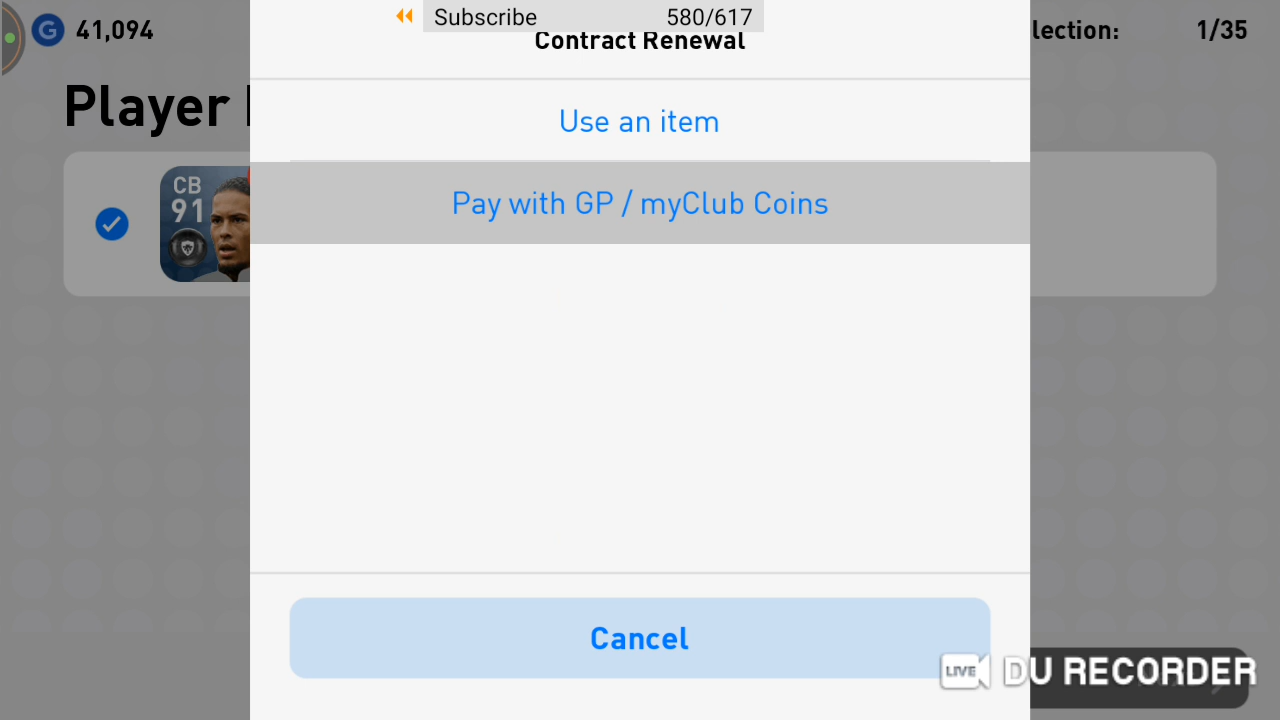 Subscribe 580/617
G 41,094
Contract Renewal
lection: 1/35
Player
Use an item
CB
91
Pay with GP / myClub Coins
Cancel
LIVE DU RECORDER